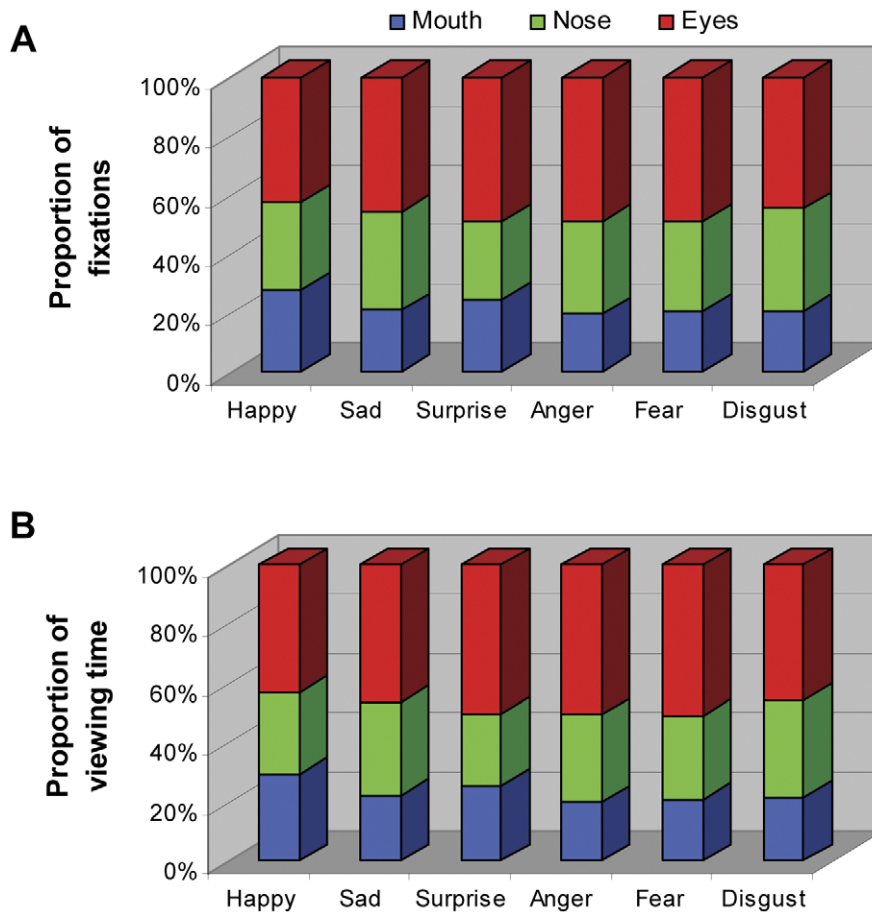 Mouth Nose Eyes
A
Proportion of
fixations
100%
80%
60%
40%
20%
0%
Happy Sad Surprise Anger Fear Disgust
B
Proportion of
viewing time
100%
80%
60%
40%
20%
0%
Happy Sad Surprise Anger Fear Disgust